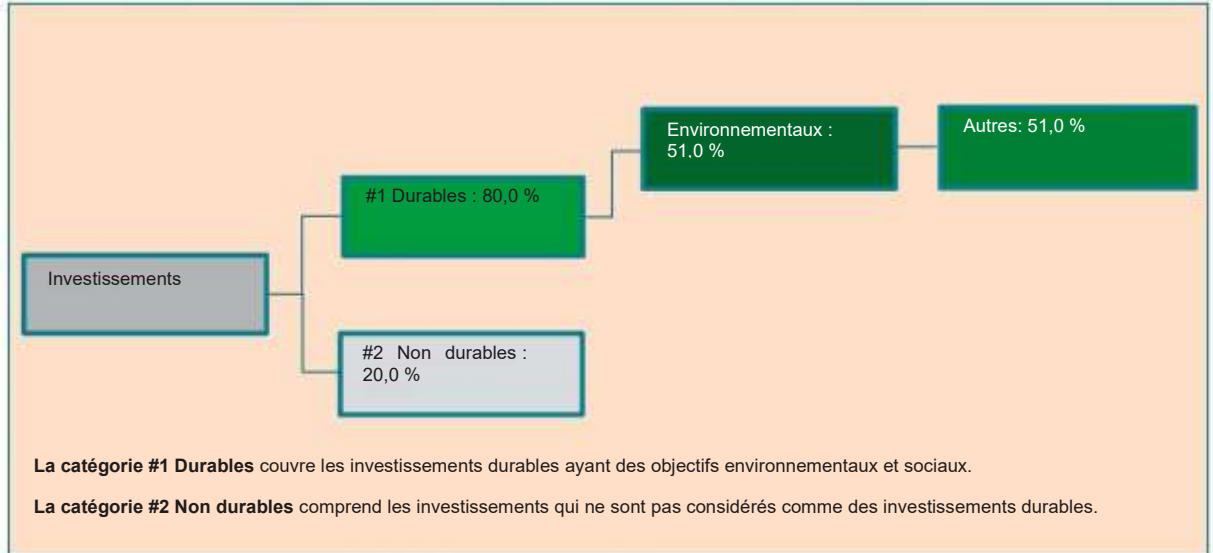 Environnementaux :
51,0 %
Autres: 51,0 %
#1 Durables : 80,0 %
Investissements
#2 Non durables :
20,0 %
La catégorie #1 Durables couvre les investissements durables ayant des objectifs environnementaux et sociaux.
La catégorie #2 Non durables comprend les investissements qui ne sont pas considérés comme des investissements durables.